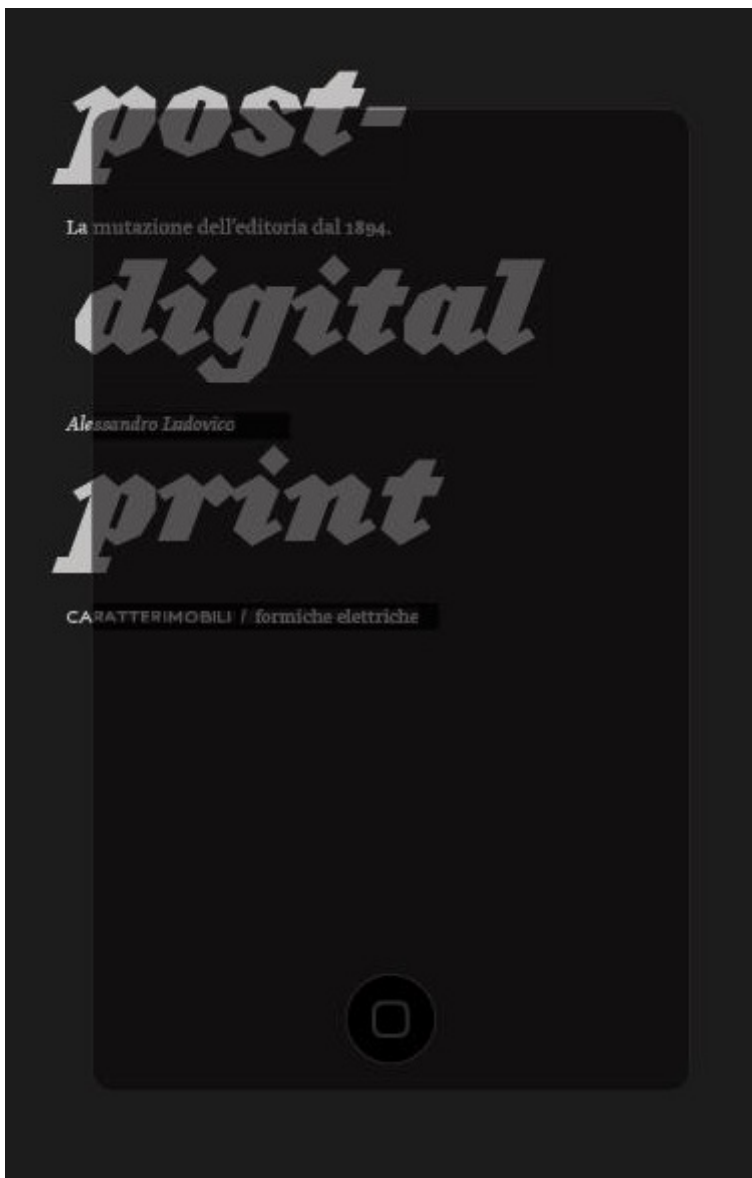 post-
La mutazione dell’editoria dal 1894.
digital
Alessandro Ludovico
print
CARATTERIMOBILI / formiche elettriche